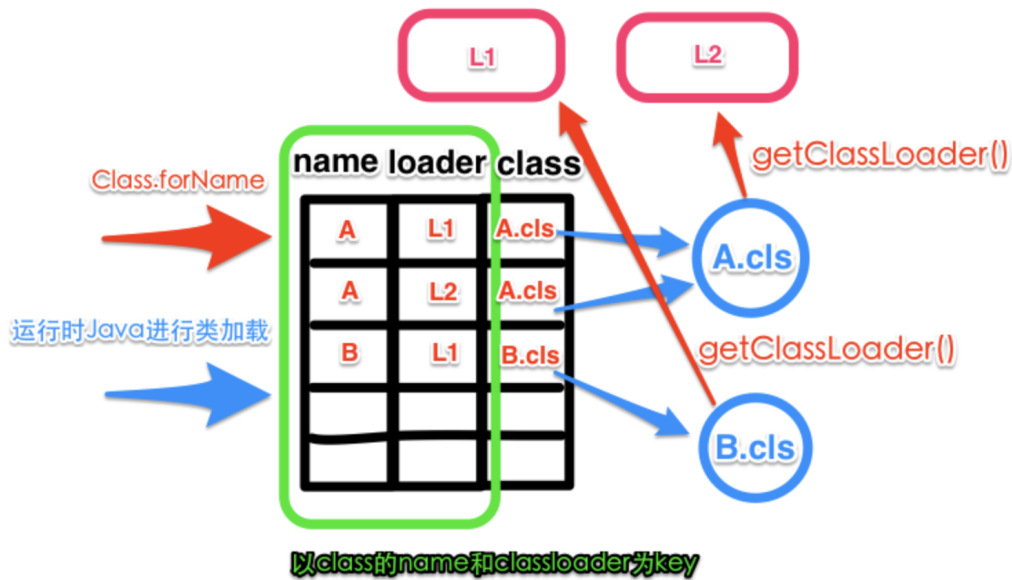 L1
L2
name loader class
getClassLoader()
Class.forName
A L1 A.cls
A.cls
A L2 A.cls
运行时Java进行类加载
B L1 B.cls
getClassLoader()
B.cls
以class的name和classloader为key